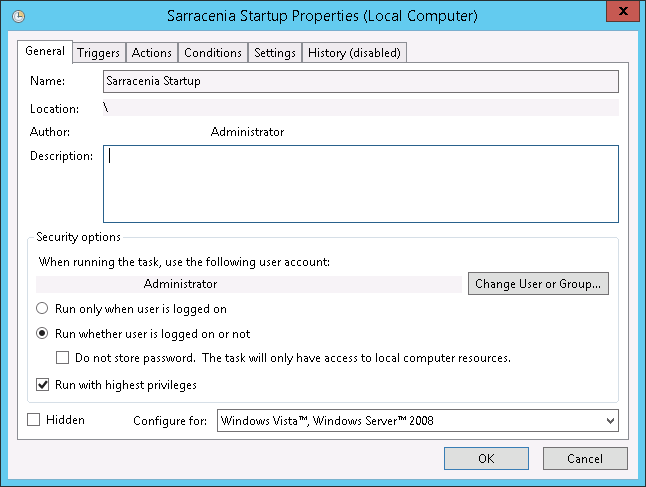 Sarracenia Startup Properties (Local Computer)
x
General Triggers Actions Conditions Settings History (disabled)
Name: Sarracenia Startup
Location: \
Author: Administrator
Description:
Security options
When running the task, use the following user account:
Administrator Change User or Group...
Run only when user is logged on
Run whether user is logged on or not
Do not store password. The task will only have access to local computer resources.
Run with highest privileges
Hidden Configure for: Windows Vista™, Windows Server™ 2008
OK Cancel